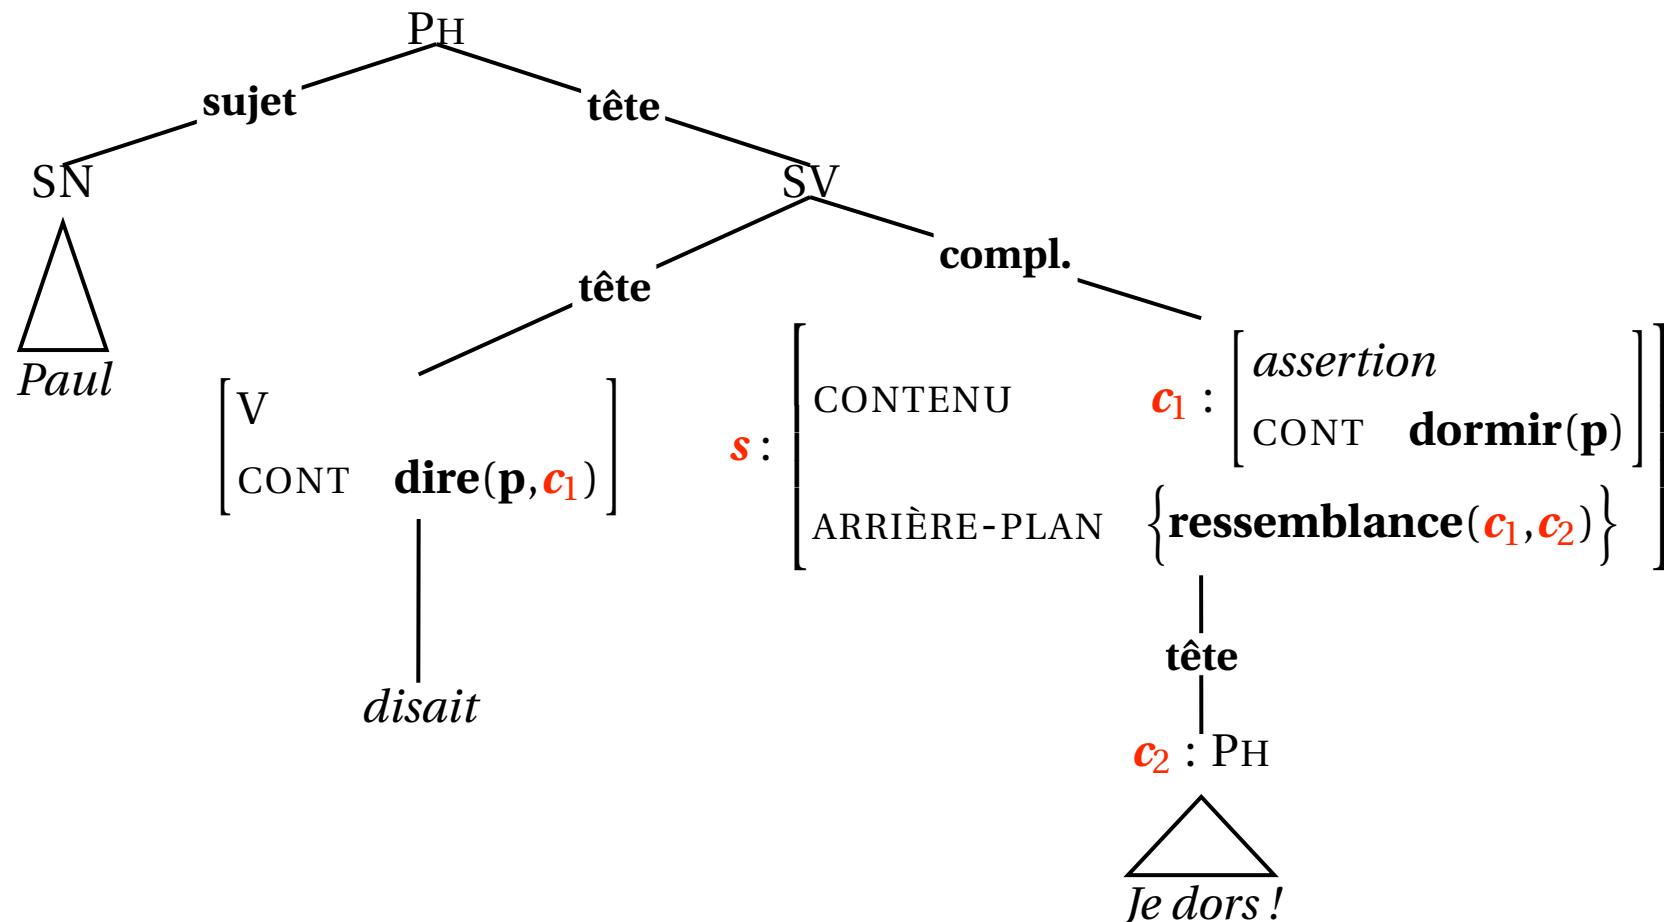 PH
sujet
tête
SN
SV
compl.
tête
Paul
V
CONT dire(p,c1)
s :
CONTENU c1 :
assertion
CONT dormir(p)
ARRIÈRE-PLAN {ressemblance(c1,c2)}
tête
disait
c2 : PH
Je dors !